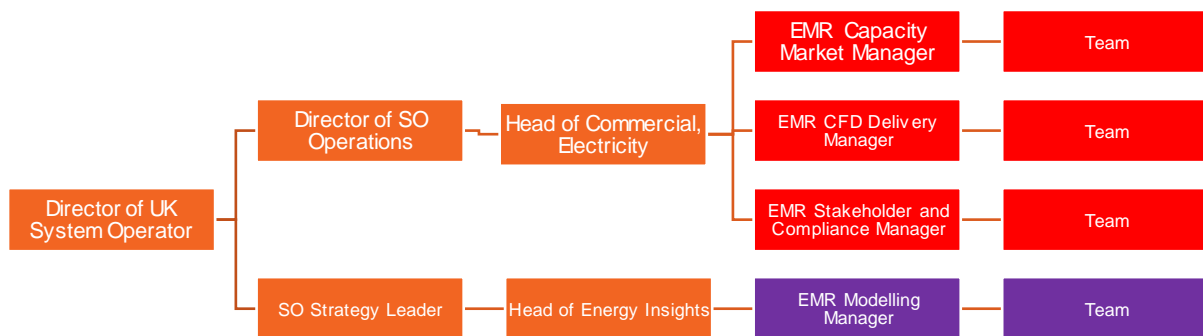 EMR Capacity
Market Manager
Team
Director of SO
Operations
Head of Commercial,
Electricity
EMR CFD Delivery
Manager
Team
Director of UK
System Operator
EMR Stakeholder and
Compliance Manager
Team
SO Strategy Leader
Head of Energy Insights
EMR Modelling
Manager
Team